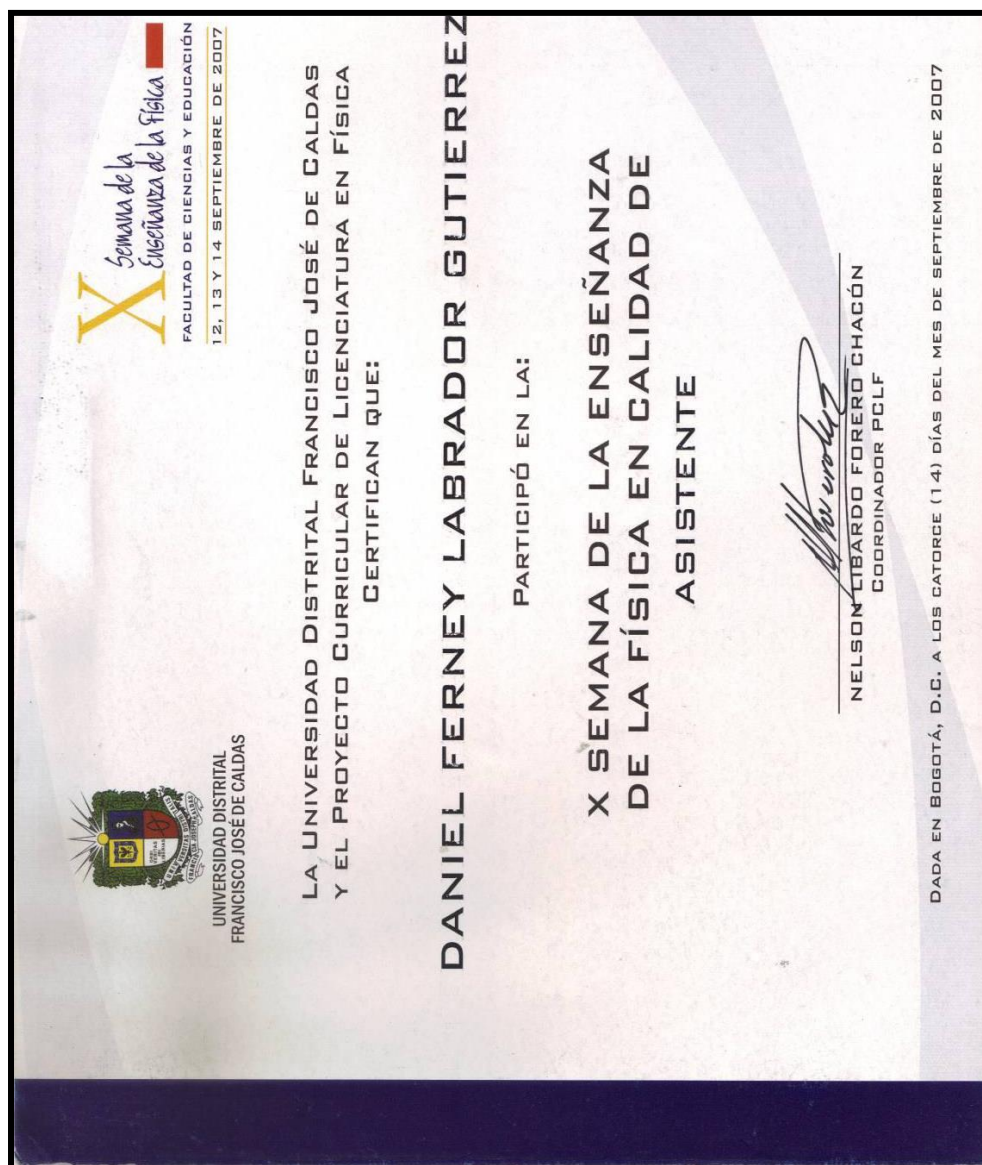 UNIVERSIDAD DISTRITAL
FRANCISCO JOSÉ DE CALDAS
X Semana de la
Enseñanza de la Física
FACULTAD DE CIENCIAS Y EDUCACIÓN
12, 13 Y 14 SEPTIEMBRE DE 2007
LA UNIVERSIDAD DISTRITAL FRANCISCO JOSÉ DE CALDAS
Y EL PROYECTO CURRICULAR DE LICENCIATURA EN FÍSICA
CERTIFICAN QUE:
DANIEL FERNEY LABRADOR GUTIERREZ
PARTICIPÓ EN LA:
X SEMANA DE LA ENSEÑANZA
DE LA FÍSICA EN CALIDAD DE
ASISTENTE
NELSON LIBARDO FORERO CHACÓN
COORDINADOR PCLF
DADA EN BOGOTÁ, D.C. A LOS CATORCE (14) DÍAS DEL MES DE SEPTIEMBRE DE 2007